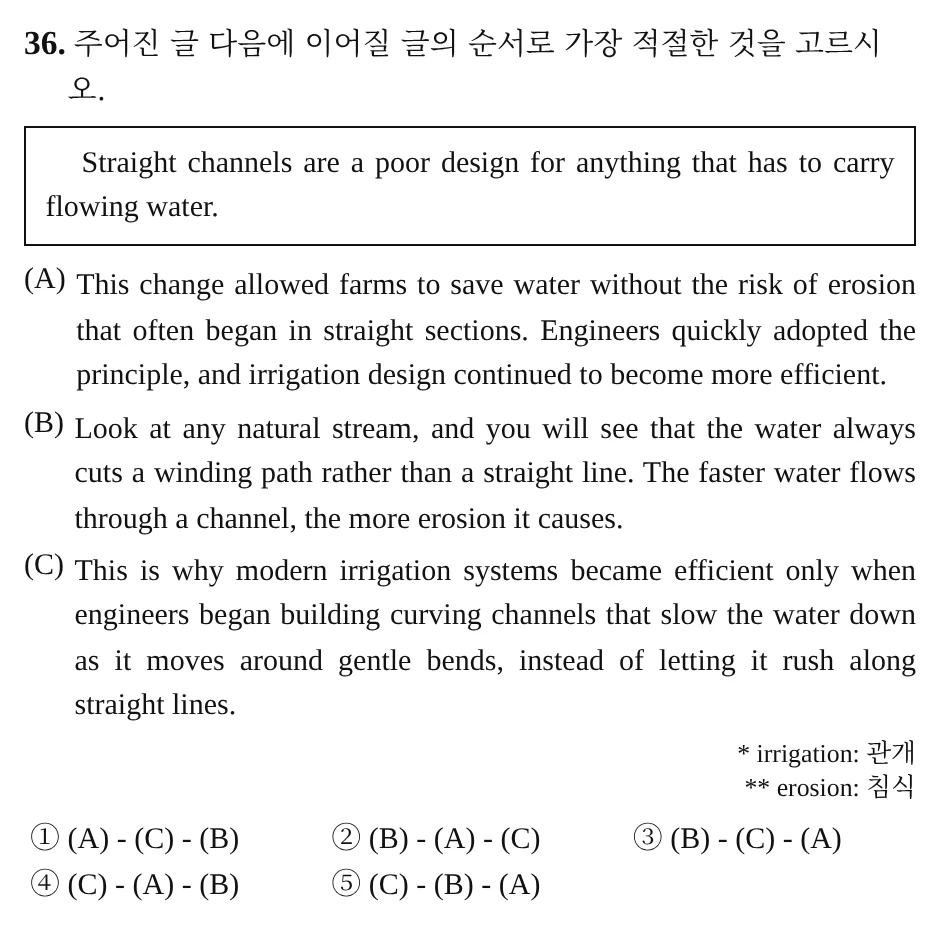 36. 주어진 글 다음에 이어질 글의 순서로 가장 적절한 것을 고르시
오.
Straight channels are a poor design for anything that has to carry
flowing water.
(A) This change allowed farms to save water without the risk of erosion
that often began in straight sections. Engineers quickly adopted the
principle, and irrigation design continued to become more efficient.
(B) Look at any natural stream, and you will see that the water always
cuts a winding path rather than a straight line. The faster water flows
through a channel, the more erosion it causes.
(C) This is why modern irrigation systems became efficient only when
engineers began building curving channels that slow the water down
as it moves around gentle bends, instead of letting it rush along
straight lines.
* irrigation: 관개
** erosion: 침식
① (A) - (C) - (B) ② (B) - (A) - (C) ③ (B) - (C) - (A)
④ (C) - (A) - (B) ⑤ (C) - (B) - (A)